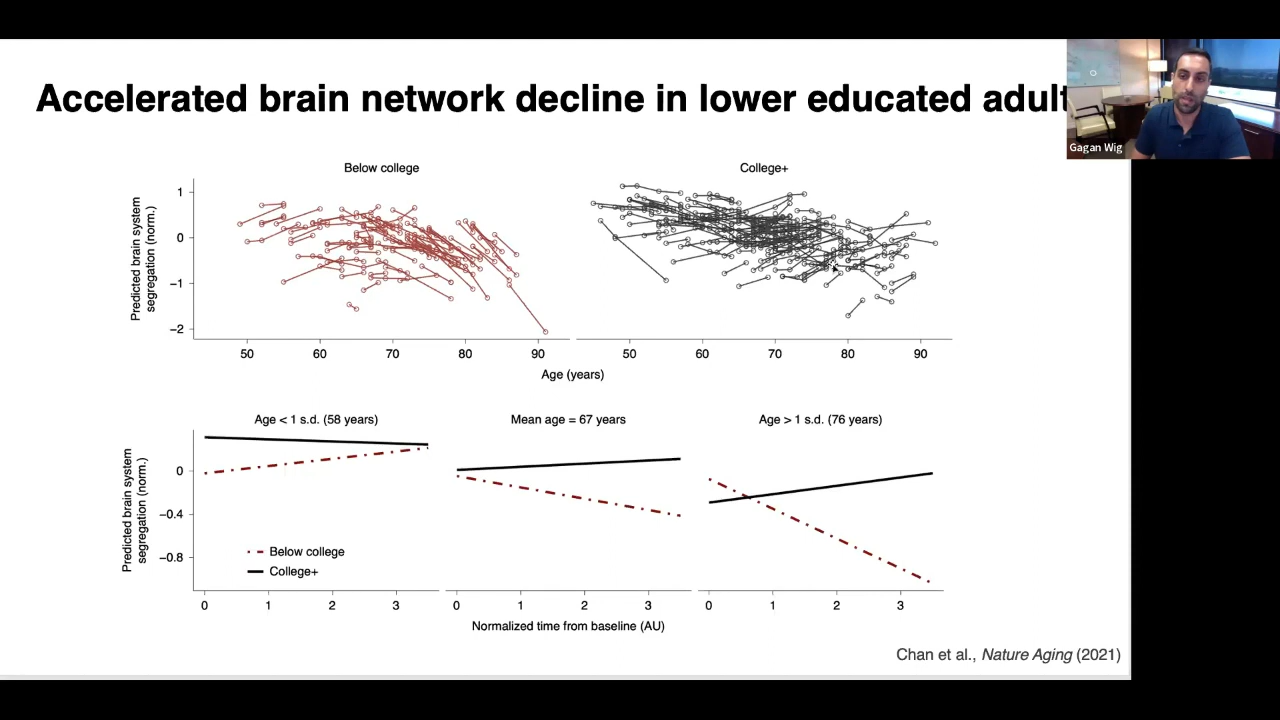 Accelerated brain network decline in lower educated adult
Gagan Wig
Below college
College+
Predicted brain system
segregation (norm.)
1
0
−1
−2
50 60 70 80 90
50 60 70 80 90
Age (years)
Age < 1 s.d. (58 years)
Mean age = 67 years
Age > 1 s.d. (76 years)
Predicted brain system
segregation (norm.)
0
−0.4
−0.8
Below college
College+
0 1 2 3
0 1 2 3
0 1 2 3
Normalized time from baseline (AU)
Chan et al., Nature Aging (2021)